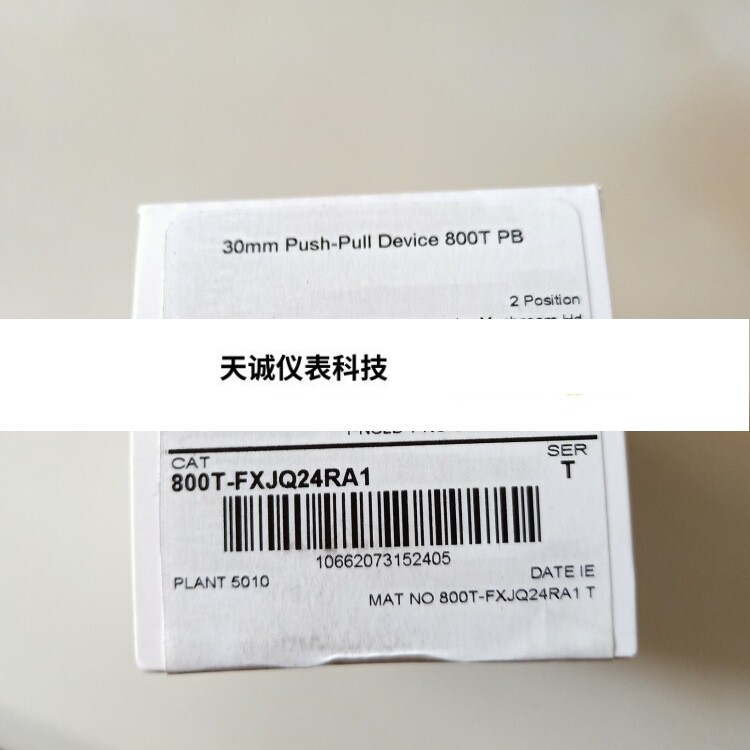 30mm Push-Pull Device 800T PB
2 Position
Hd
天诚仪表科技
CAT
SER
800T-FXJQ24RA1
T
10662073152405
PLANT 5010
DATE IE
MAT NO 800T-FXJQ24RA1 T